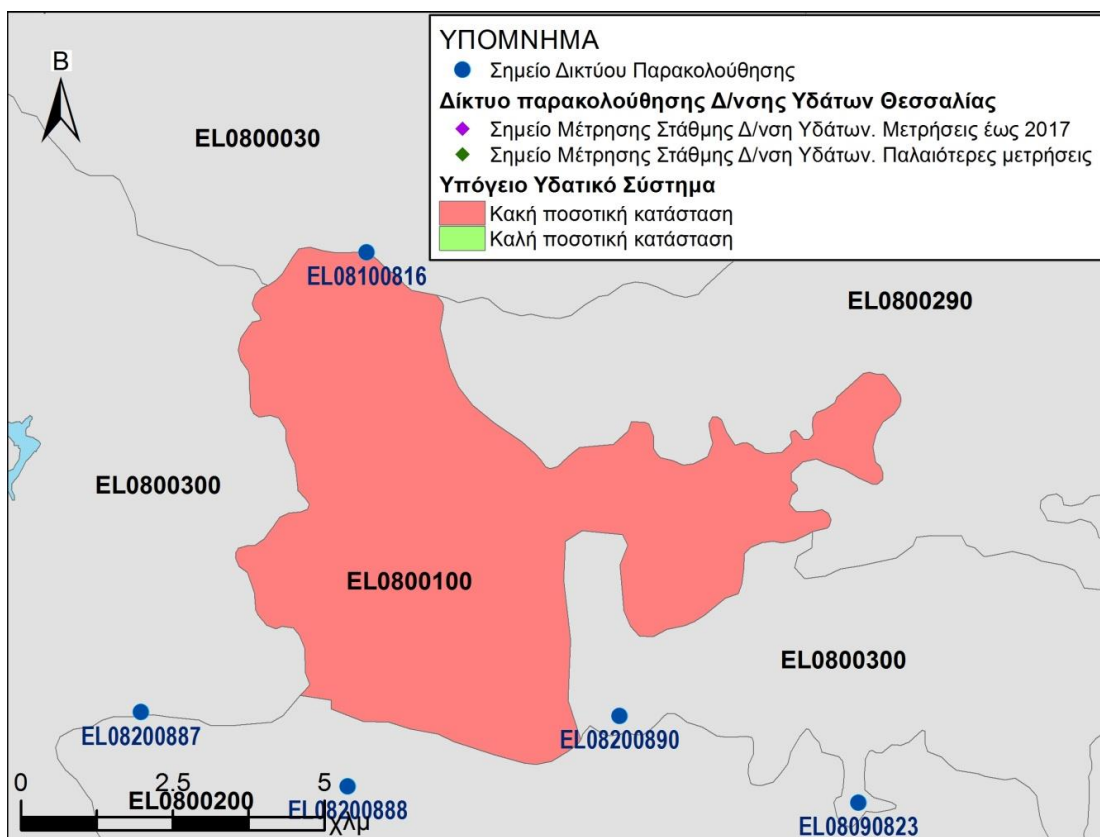 ΥΠΟΜΝΗΜΑ
Σημείο Δικτύου Παρακολούθησης
Δίκτυο παρακολούθησης Δ/νσης Υδάτων Θεσσαλίας
Σημείο Μέτρησης Στάθμης Δ/νση Υδάτων. Μετρήσεις έως 2017
Σημείο Μέτρησης Στάθμης Δ/νση Υδάτων. Παλαιότερες μετρήσεις
Υπόγειο Υδατικό Σύστημα
Κακή ποσοτική κατάσταση
Καλή ποσοτική κατάσταση
Β
EL0800030
EL08100816
EL0800290
EL0800300
EL0800100
EL0800300
EL08200887
EL08200890
0 2.5 5
χλμ
EL0800200
EL08200888
EL08090823